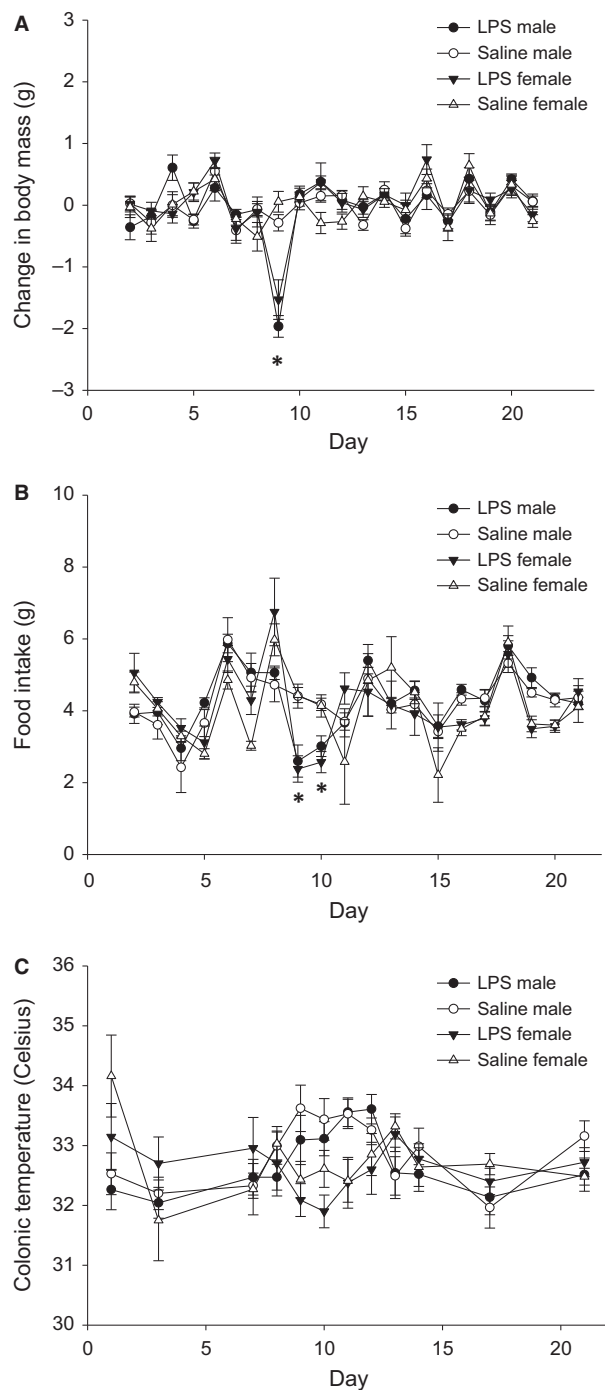 A
Change in body mass (g)
3
2
1
0
–1
–2
–3
LPS male
Saline male
LPS female
Saline female
*
0 5 10 15 20
Day
B
Food intake (g)
10
8
6
4
2
0
LPS male
Saline male
LPS female
Saline female
* *
0 5 10 15 20
Day
C
Colonic temperature (Celsius)
36
35
34
33
32
31
30
LPS male
Saline male
LPS female
Saline female
0 5 10 15 20
Day